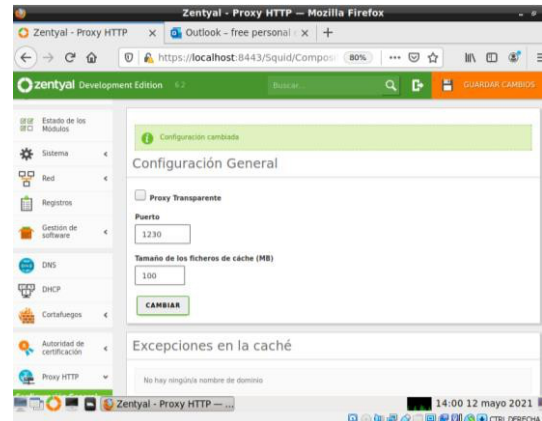 Zentyal - Proxy HTTP — Mozilla Firefox
Zentyal - Proxy HTTP
Outlook – free personal
https://localhost:8443/Squid/Compos
80%
zentyal Development Edition 6.2
Buscar...
GUARDAR CAMBIOS
Estado de los
Módulos
Sistema
Red
Registros
Gestión de
software
DNS
DHCP
Cortafuegos
Autoridad de
certificación
Proxy HTTP
Configuración cambiada
Configuración General
Proxy Transparente
Puerto
1230
Tamaño de los ficheros de cáche (MB)
100
CAMBIAR
Excepciones en la caché
No hay ningún/a nombre de dominio
Zentyal - Proxy HTTP — ...
14:00 12 mayo 2021
CTRL DERECHA